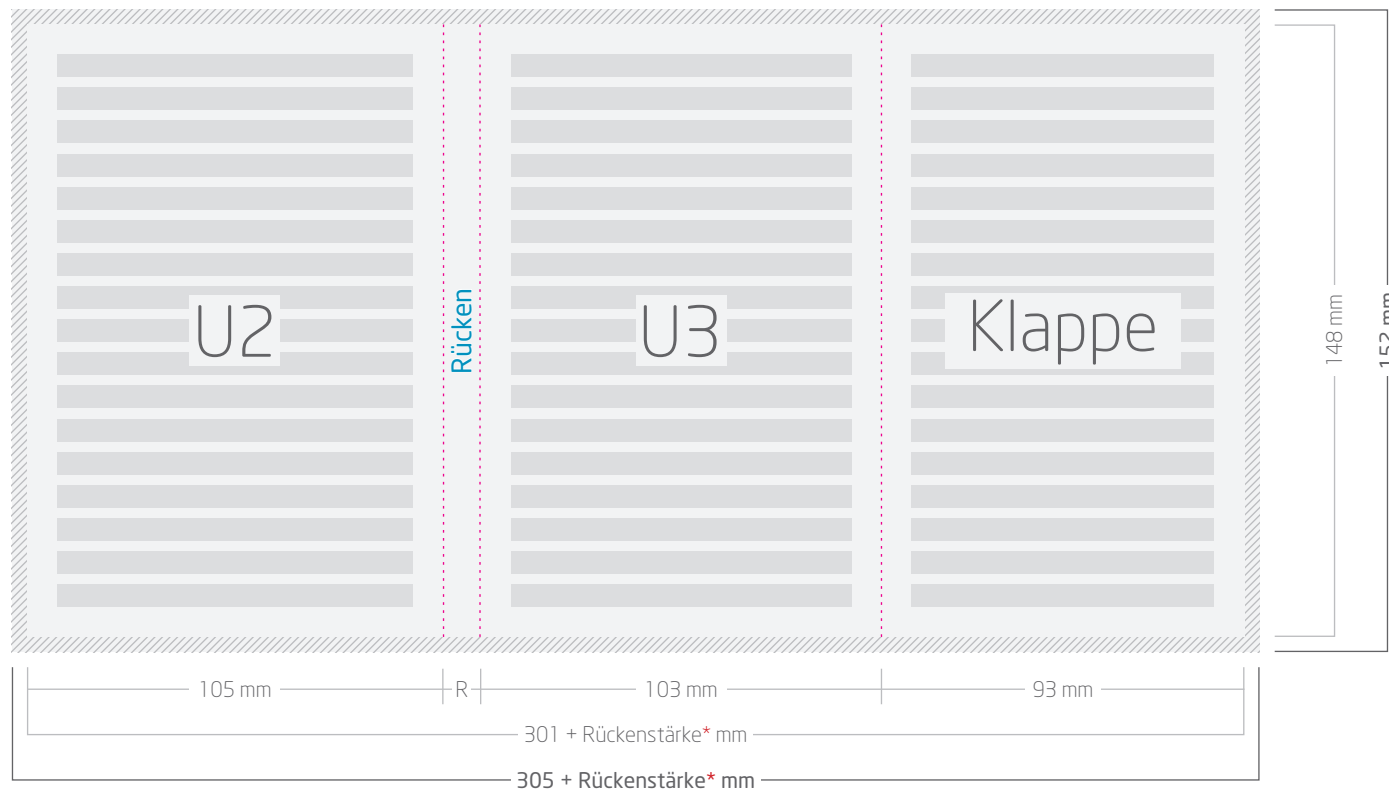 U2
Rücken
U3
Klappe
148 mm
152 mm
105 mm
R
103 mm
93 mm
301 + Rückenstärke* mm
305 + Rückenstärke* mm